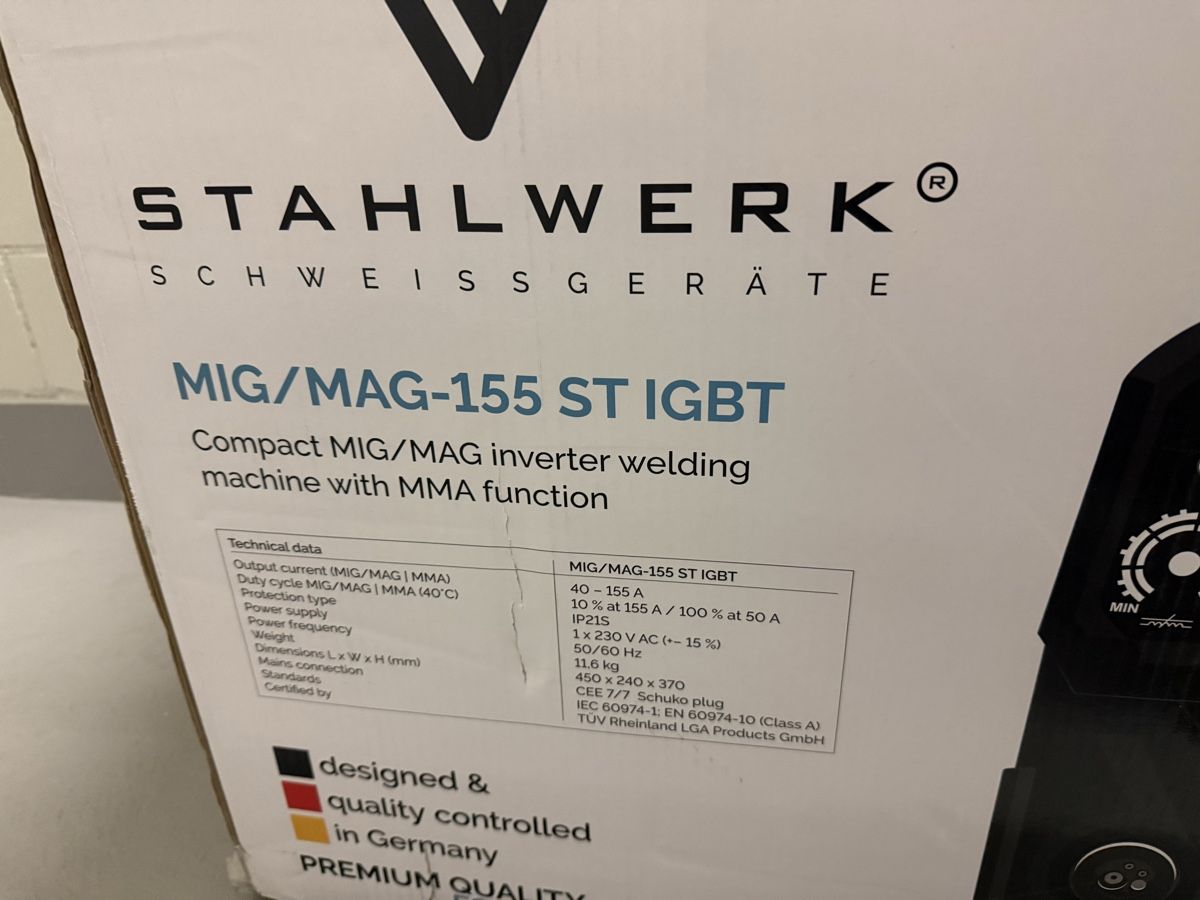 STAHLWERK®
SCHWEISSGERÄTE
MIG/MAG-155 ST IGBT
Compact MIG/MAG inverter welding
machine with MMA function
Technical data MIG/MAG-155 ST IGBT
Output current (MIG/MAG | MMA) 40 – 155 A
Duty cycle MIG/MAG | MMA (40°C) 10 % at 155 A / 100 % at 50 A
Protection type IP21S
Power supply 1 x 230 V AC (+– 15 %)
Power frequency 50/60 Hz
Weight 11,6 kg
Dimensions L x W x H (mm) 450 x 240 x 370
Mains connection CEE 7/7 Schuko plug
Standards IEC 60974-1; EN 60974-10 (Class A)
Certified by TÜV Rheinland LGA Products GmbH
MIN
designed &
quality controlled
in Germany
PREMIUM QUALITY